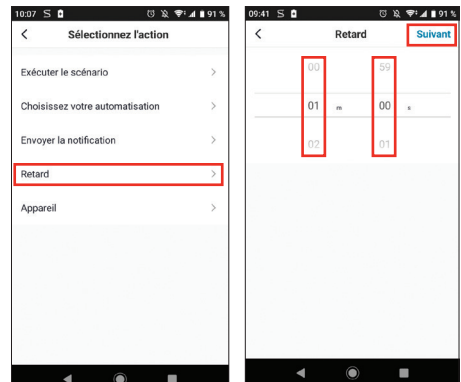 10:07 S 91 %
Sélectionnez l'action
Exécuter le scénario
Choisissez votre automatisation
Envoyer la notification
Retard
Appareil
09:41 S 91 %
Retard Suivant
00 59
01 m 00 s
02 01